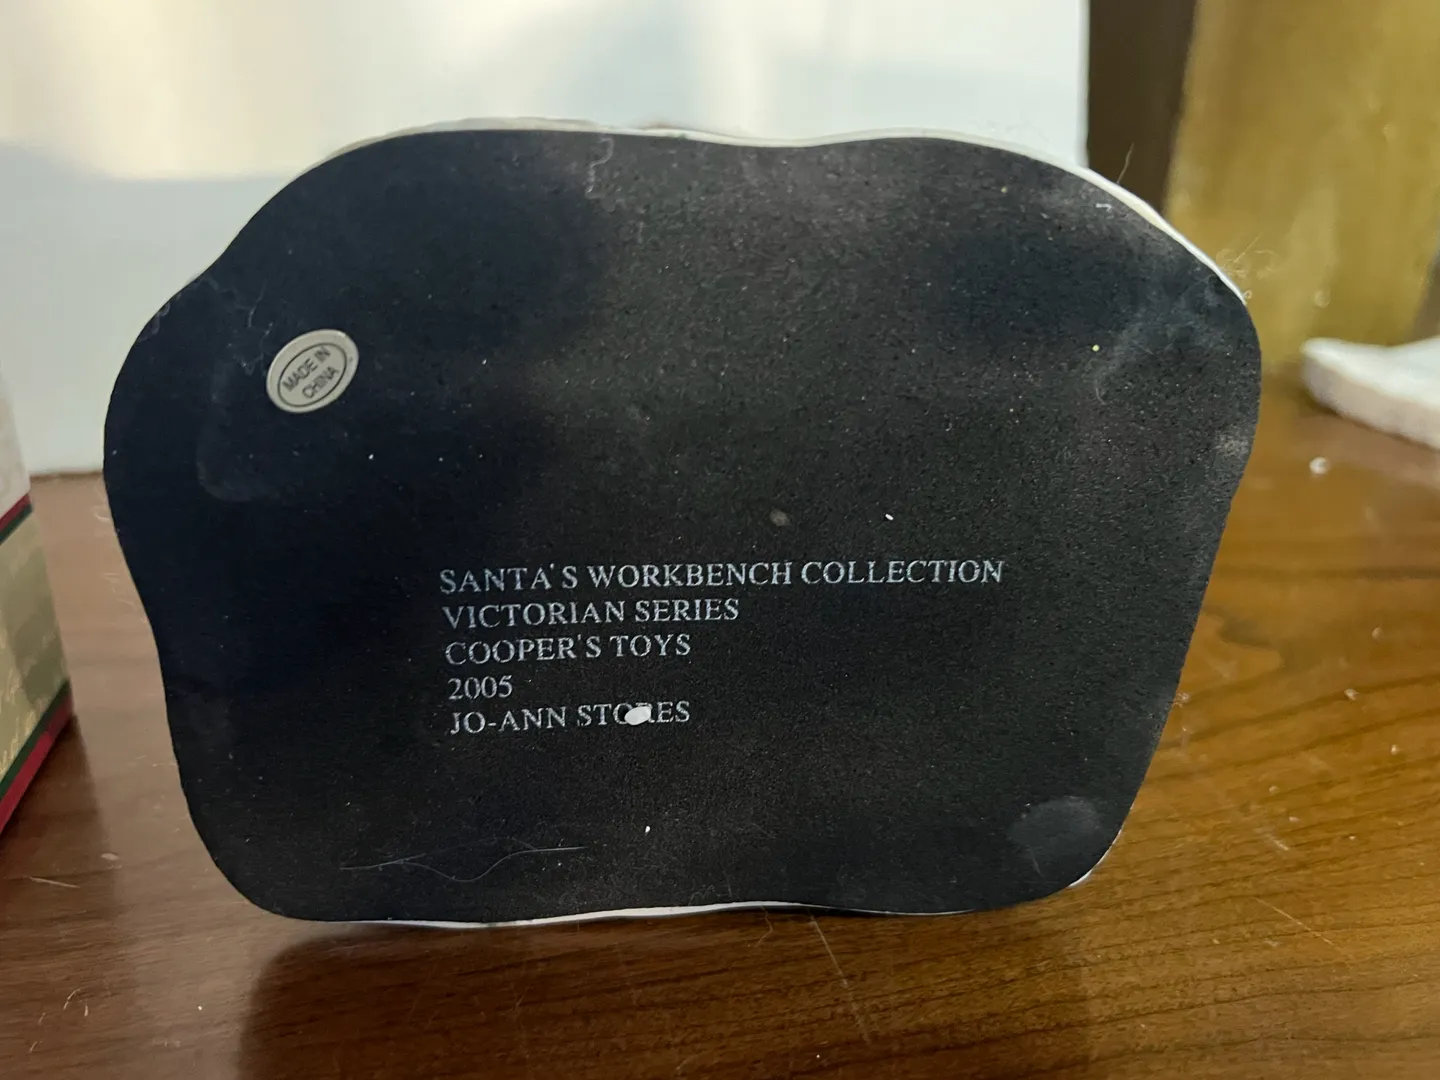 MADE IN
CHINA
SANTA'S WORKBENCH COLLECTION
VICTORIAN SERIES
COOPER'S TOYS
2005
JO-ANN STORES